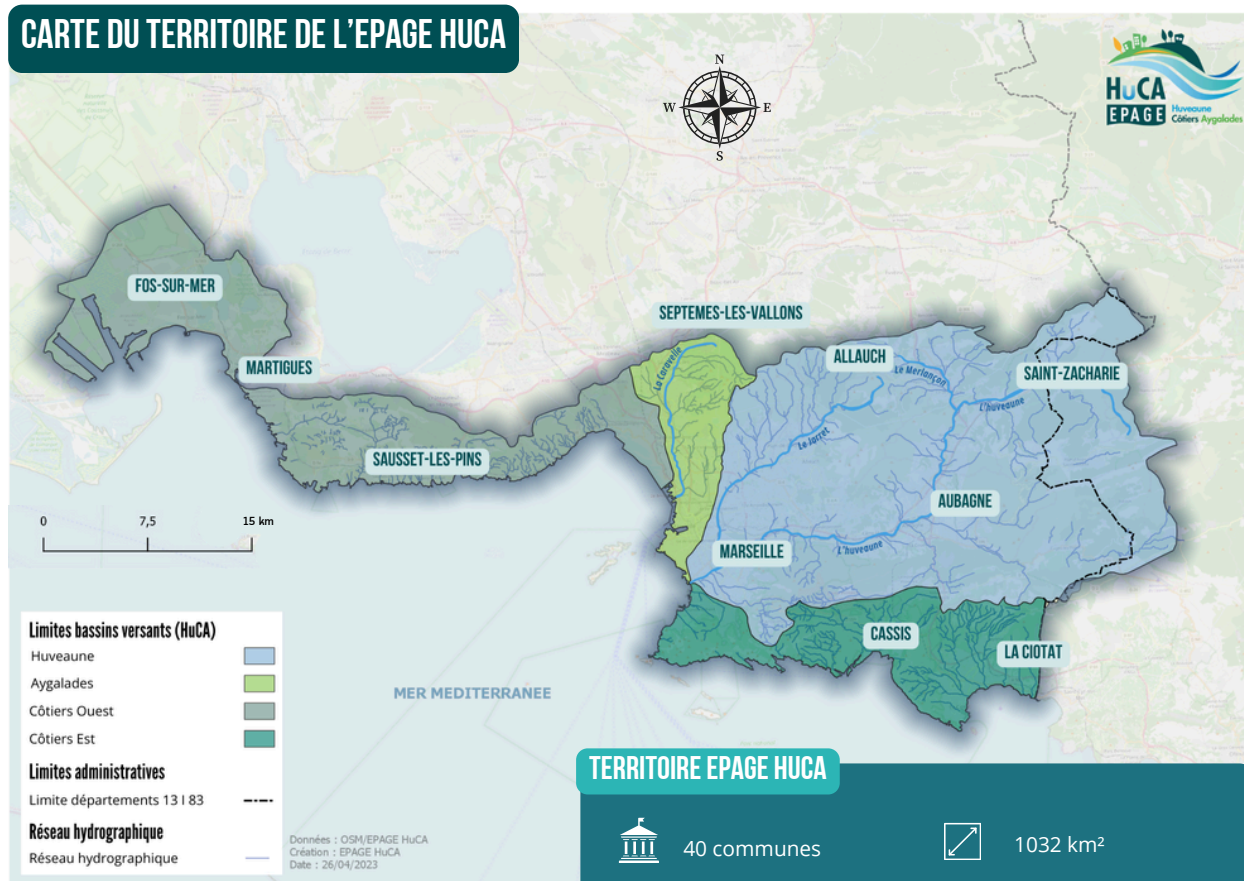 CARTE DU TERRITOIRE DE L'EPAGE HUCA
N
W
E
S
HUCA
EPAGE
Huveaune
Côtiers Aygalades
FOS-SUR-MER
MARTIGUES
SAUSSET-LES-PINS
SEPTEMES-LES-VALLONS
La Caravelle
ALLAUCH
Le Merlançon
SAINT-ZACHARIE
L'huveaune
Le Jarret
AUBAGNE
MARSEILLE
L'huveaune
CASSIS
LA CIOTAT
0
7,5
15 km
MER MEDITERRANEE
Limites bassins versants (HuCA)
Huveaune
Aygalades
Côtiers Ouest
Côtiers Est
Limites administratives
Limite départements 13 I 83
Réseau hydrographique
Réseau hydrographique
Données : OSM/EPAGE HuCA
Création : EPAGE HuCA
Date : 26/04/2023
TERRITOIRE EPAGE HUCA
40 communes
1032 km²